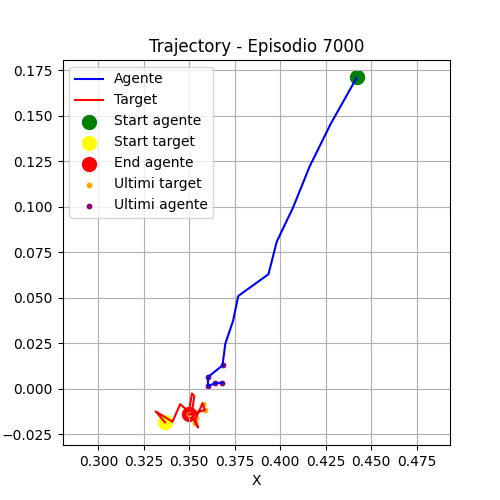 Trajectory - Episodio 7000
0.175
0.150
0.125
0.100
0.075
0.050
0.025
0.000
−0.025
Agente
Target
Start agente
Start target
End agente
Ultimi target
Ultimi agente
0.300 0.325 0.350 0.375 0.400 0.425 0.450 0.475
X